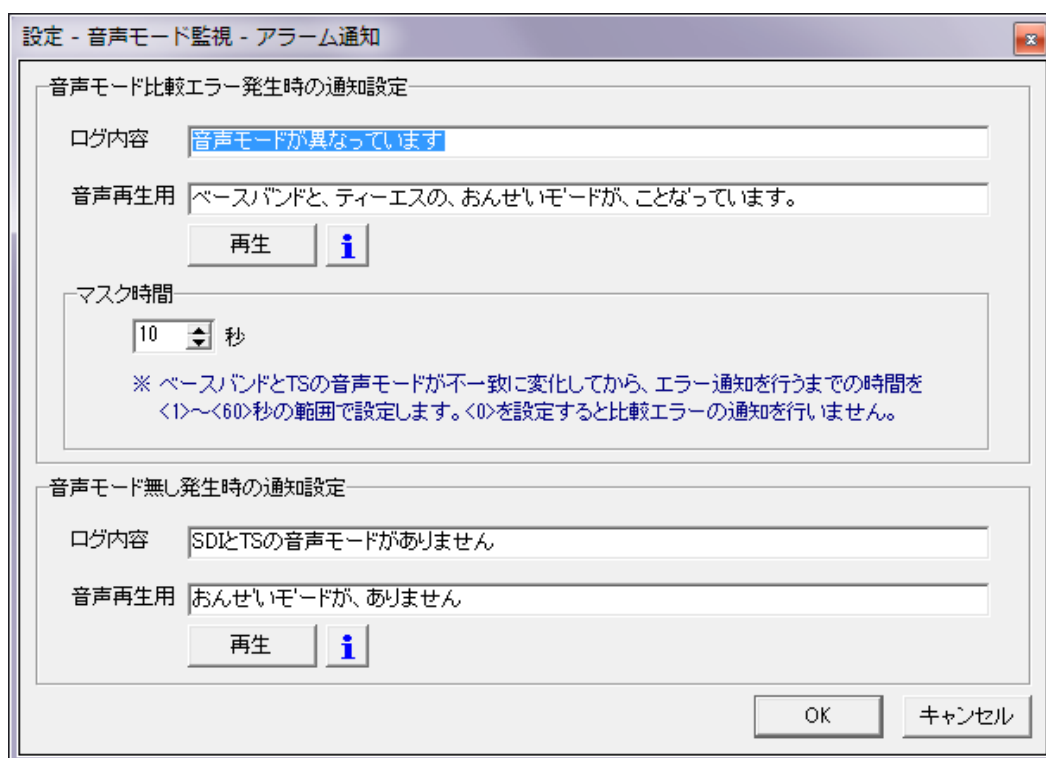 設定 - 音声モード監視 - アラーム通知
音声モード比較エラー発生時の通知設定
ログ内容 音声モードが異なっています
音声再生用 ベースバ'ンドと、ティーエスの、おんせ'いモ'ードが、ことな'っています。
再生 i
マスク時間
10 秒
※ ベースバンドとTSの音声モードが不一致に変化してから、エラー通知を行うまでの時間を
<1>～<60>秒の範囲で設定します。<0>を設定すると比較エラーの通知を行いません。
音声モード無し発生時の通知設定
ログ内容 SDIとTSの音声モードがありません
音声再生用 おんせ'いモ'ードが、ありません
再生 i
OK キャンセル